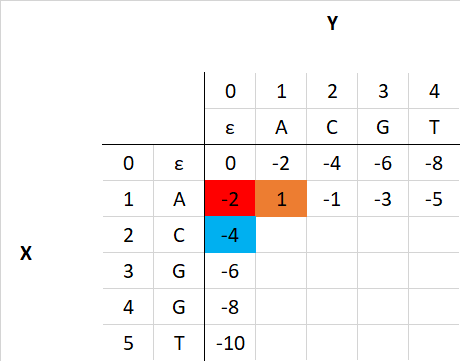 Y
0 1 2 3 4
ε A C G T
0 ε 0 -2 -4 -6 -8
1 A -2 1 -1 -3 -5
2 C -4
X
3 G -6
4 G -8
5 T -10